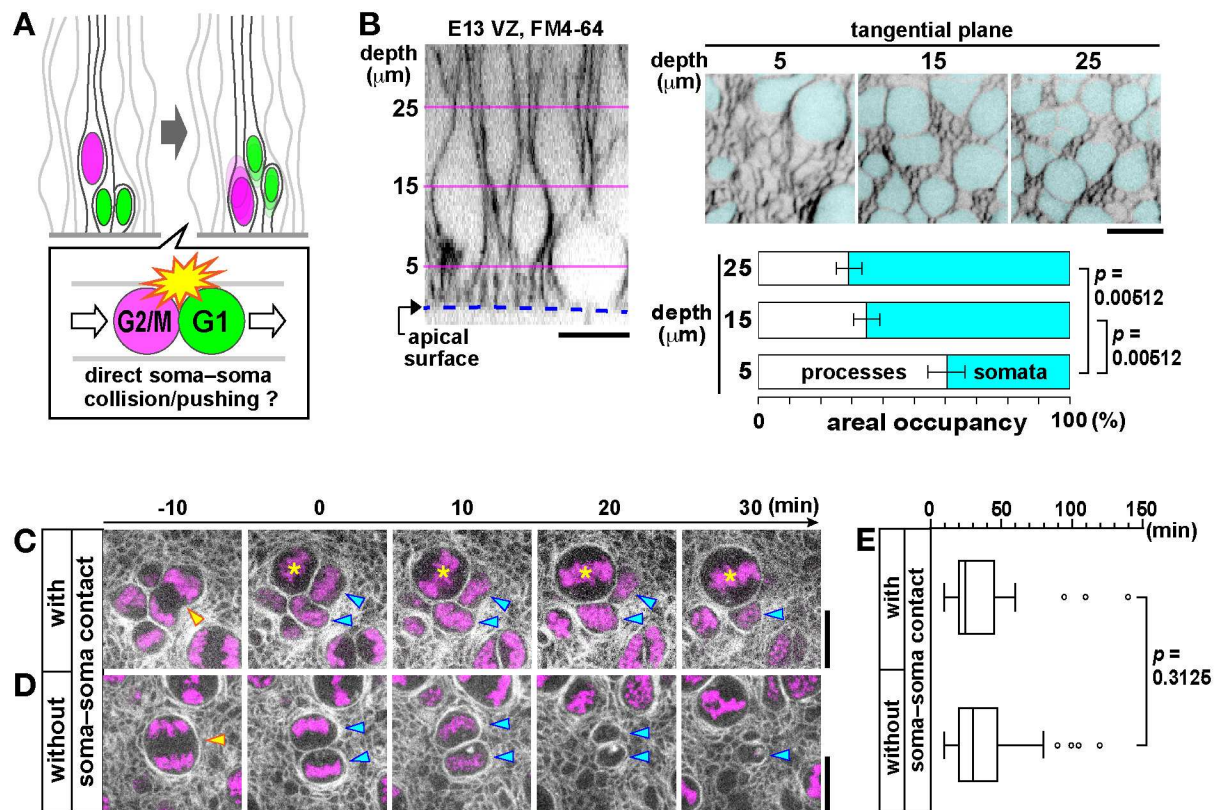 A
G2/M G1
direct soma–soma
collision/pushing ?
B
E13 VZ, FM4-64
depth
(μm)
25
15
5
apical
surface
tangential plane
depth
(μm)
5 15 25
depth
(μm)
25
15
5
processes somata
0 100 (%)
areal occupancy
p =
0.00512
p =
0.00512
-10 0 10 20 30 (min)
C
with
D
without
soma–soma contact
*
*
*
*
E
0 50 100 150
(min)
with
without
soma–soma contact
p =
0.3125